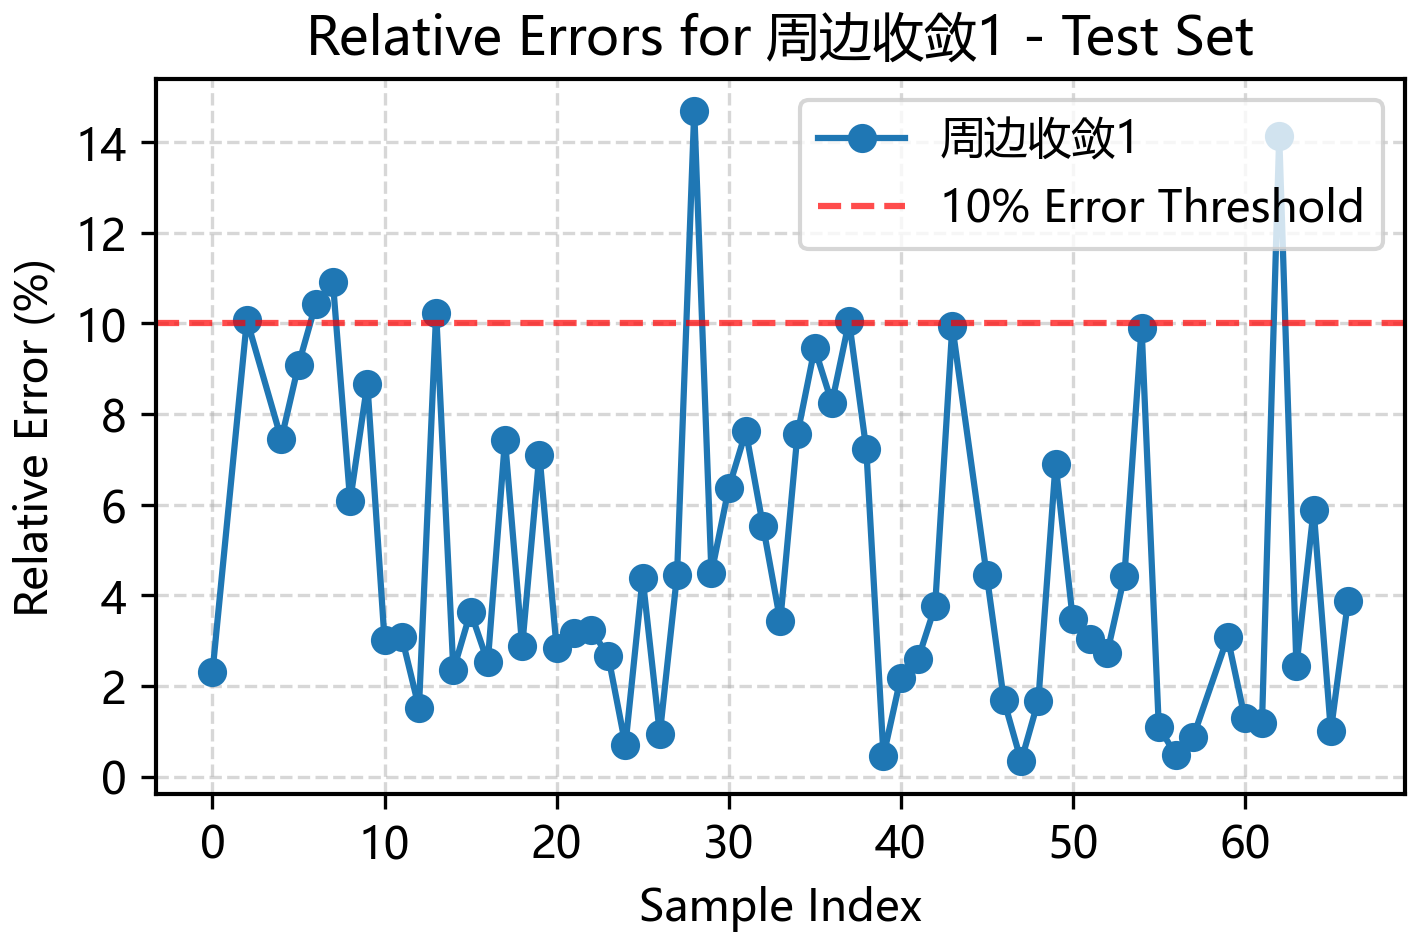 Relative Errors for 周边收敛1 - Test Set
周边收敛1
10% Error Threshold
14
12
10
8
6
4
2
0
Relative Error (%)
0 10 20 30 40 50 60
Sample Index